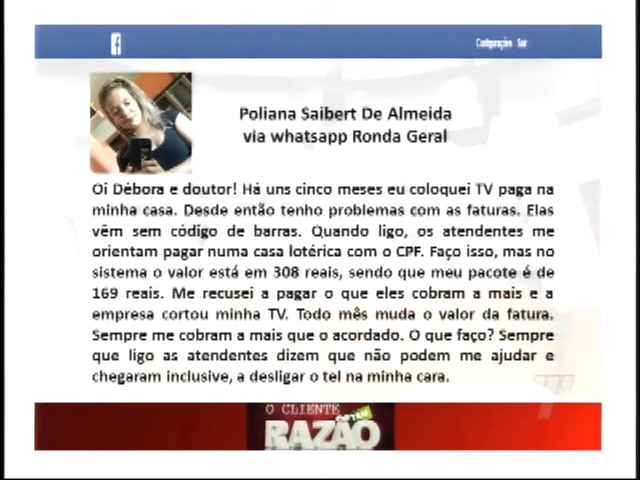 f
Configurações Sair
Poliana Saibert De Almeida
via whatsapp Ronda Geral
Oi Débora e doutor! Há uns cinco meses eu coloquei TV paga na
minha casa. Desde então tenho problemas com as faturas. Elas
vêm sem código de barras. Quando ligo, os atendentes me
orientam pagar numa casa lotérica com o CPF. Faço isso, mas no
sistema o valor está em 308 reais, sendo que meu pacote é de
169 reais. Me recusei a pagar o que eles cobram a mais e a
empresa cortou minha TV. Todo mês muda o valor da fatura.
Sempre me cobram a mais que o acordado. O que faço? Sempre
que ligo as atendentes dizem que não podem me ajudar e
chegaram inclusive, a desligar o tel na minha cara.
O CLIENTE
RAZÃO